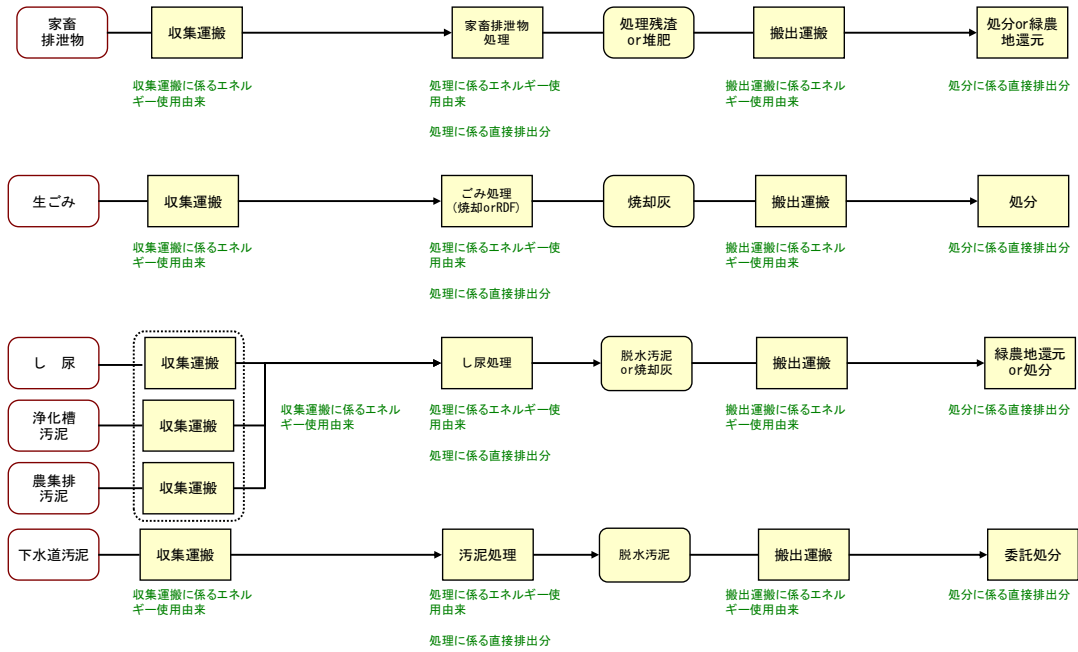 家畜
排泄物
収集運搬
家畜排泄物
処理
処理残渣
or堆肥
搬出運搬
処分or緑農
地還元
収集運搬に係るエネル
ギー使用由来
処理に係るエネルギー使
用由来
処理に係る直接排出分
搬出運搬に係るエネル
ギー使用由来
処分に係る直接排出分
生ごみ
収集運搬
ごみ処理
(焼却orRDF)
焼却灰
搬出運搬
処分
収集運搬に係るエネル
ギー使用由来
処理に係るエネルギー使
用由来
処理に係る直接排出分
搬出運搬に係るエネル
ギー使用由来
処分に係る直接排出分
し 尿
収集運搬
し尿処理
脱水汚泥
or焼却灰
搬出運搬
緑農地還元
or処分
浄化槽
汚泥
収集運搬
収集運搬に係るエネル
ギー使用由来
処理に係るエネルギー使
用由来
処理に係る直接排出分
搬出運搬に係るエネル
ギー使用由来
処分に係る直接排出分
農集排
汚泥
収集運搬
下水道汚泥
収集運搬
汚泥処理
脱水汚泥
搬出運搬
委託処分
収集運搬に係るエネル
ギー使用由来
処理に係るエネルギー使
用由来
処理に係る直接排出分
搬出運搬に係るエネル
ギー使用由来
処分に係る直接排出分